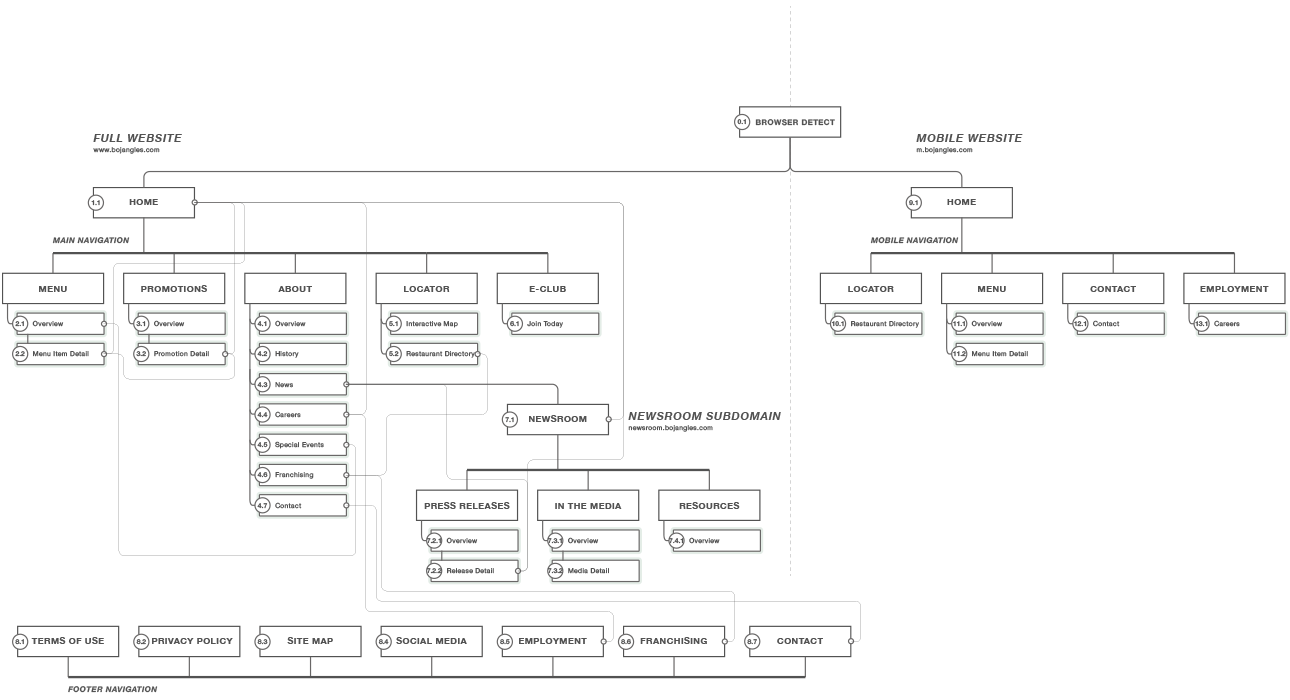 0.1 BROWSER DETECT
FULL WEBSITE
www.bojangles.com
MOBILE WEBSITE
m.bojangles.com
1.1 HOME
9.1 HOME
MAIN NAVIGATION
MOBILE NAVIGATION
MENU
PROMOTIONS
ABOUT
LOCATOR
E-CLUB
LOCATOR
MENU
CONTACT
EMPLOYMENT
2.1 Overview
3.1 Overview
4.1 Overview
5.1 Interactive Map
6.1 Join Today
10.1 Restaurant Directory
11.1 Overview
12.1 Contact
13.1 Careers
2.2 Menu Item Detail
3.2 Promotion Detail
4.2 History
5.2 Restaurant Directory
11.2 Menu Item Detail
4.3 News
4.4 Careers
7.1 NEWSROOM
NEWSROOM SUBDOMAIN
newsroom.bojangles.com
4.5 Special Events
4.6 Franchising
4.7 Contact
PRESS RELEASES
IN THE MEDIA
RESOURCES
7.2.1 Overview
7.3.1 Overview
7.4.1 Overview
7.2.2 Release Detail
7.3.2 Media Detail
8.1 TERMS OF USE
8.2 PRIVACY POLICY
8.3 SITE MAP
8.4 SOCIAL MEDIA
8.5 EMPLOYMENT
8.6 FRANCHISING
8.7 CONTACT
FOOTER NAVIGATION